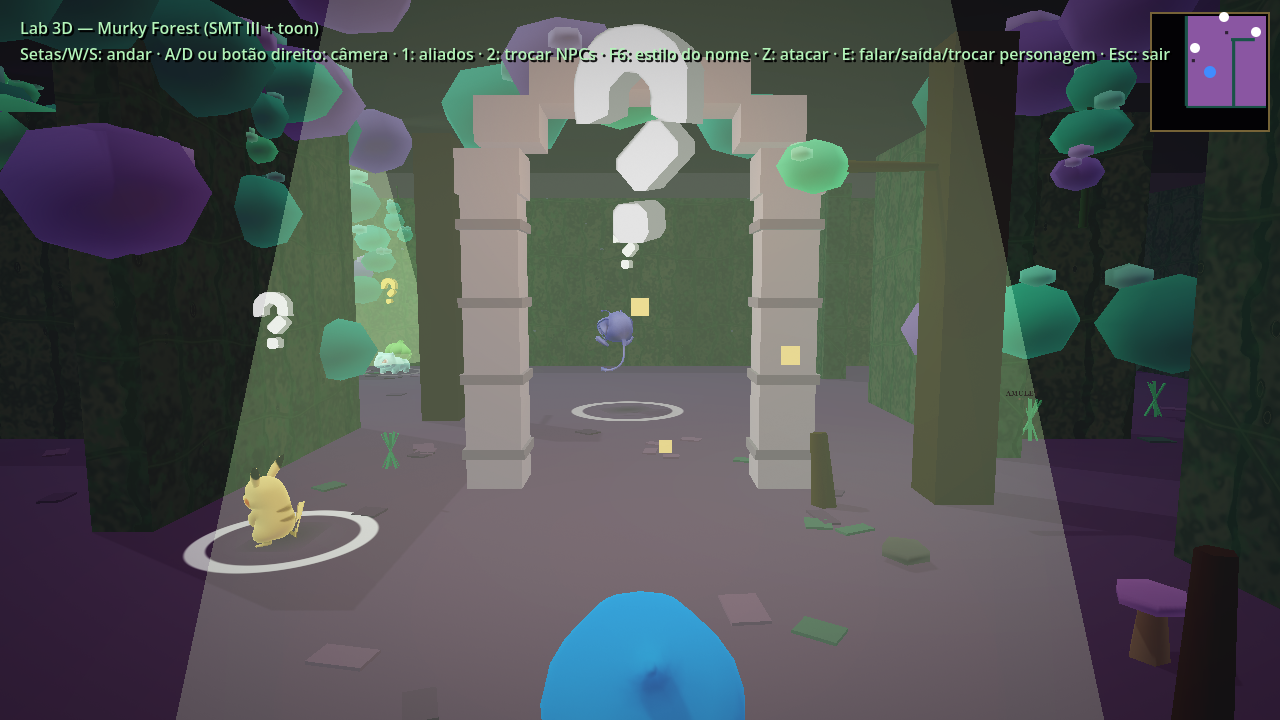 Lab 3D — Murky Forest (SMT III + toon)
Setas/W/S: andar · A/D ou botão direito: câmera · 1: aliados · 2: trocar NPCs · F6: estilo do nome · Z: atacar · E: falar/saída/trocar personagem · Esc: sair
?
?
?
?